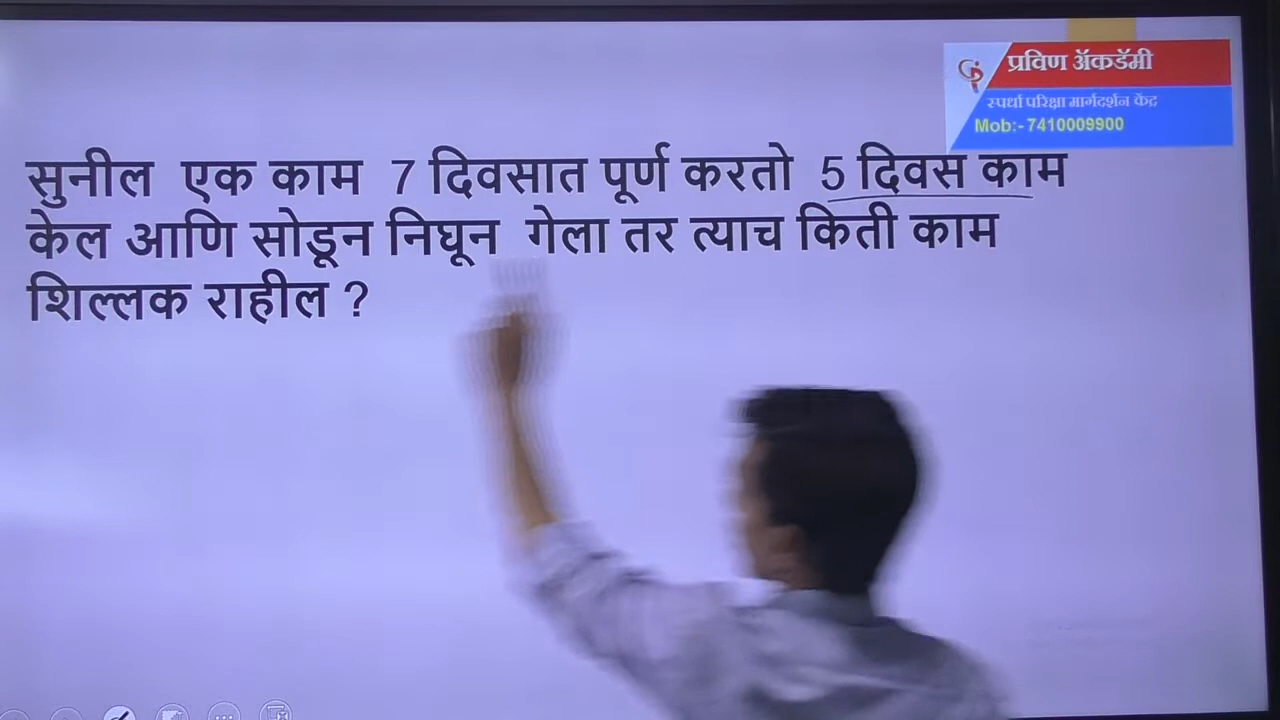 प्रविण ॲकडॅमी
स्पर्धा परिक्षा मार्गदर्शन केंद्र
Mob:- 7410009900
सुनील एक काम 7 दिवसात पूर्ण करतो 5 दिवस काम
केल आणि सोडून निघून गेला तर त्याच किती काम
शिल्लक राहील ?